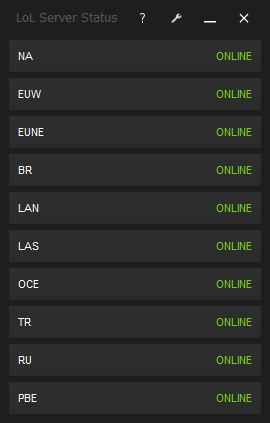 LoL Server Status ?
NA ONLINE
EUW ONLINE
EUNE ONLINE
BR ONLINE
LAN ONLINE
LAS ONLINE
OCE ONLINE
TR ONLINE
RU ONLINE
PBE ONLINE